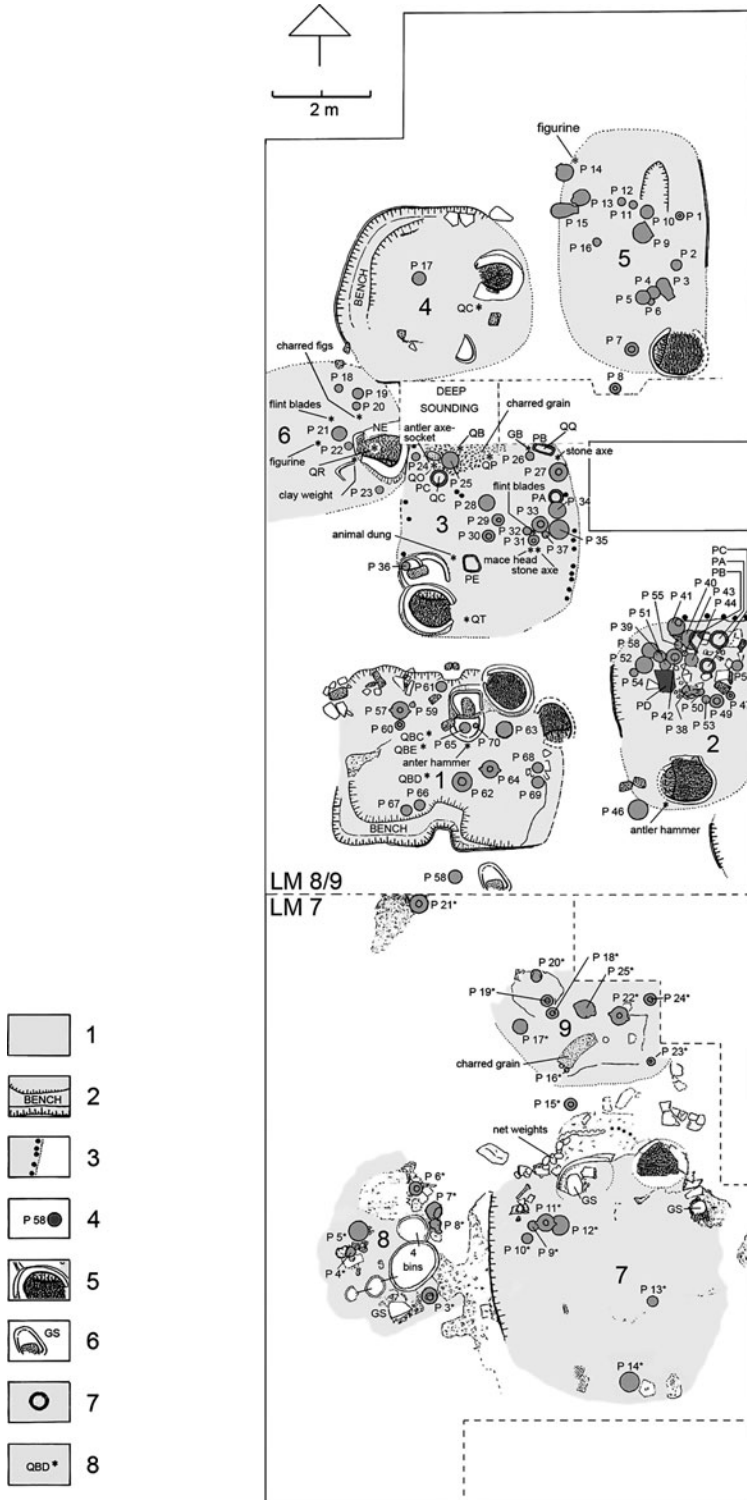 2 m
figurine
P 14
P 12
P 13
P 11
P 10
P 1
P 15
P 9
P 16
5
P 2
P 17
BENCH
4
P 4
P 3
P 5
P 6
QC *
P 7
charred figs
P 8
P 18
P 19
P 20
DEEP
SOUNDING
charred grain
flint blades
antler axe-
socket
QB
GB
PB
QQ
6
P 21
NE
stone axe
figurine
P 22
P 24
QP
P 26
QR
QO
P 25
P 27
clay weight
P 23
PC
QC
flint blades
PA
P 34
P 28
3
P 33
P 29
P 32
P 35
P 30
P 31
P 37
animal dung
mace head
stone axe
P 36
PE
PC
PA
PB
P 40
P 55
P 41
P 43
P 51
P 44
QT
P 39
P 58
P 52
P 54
P 50
P 49
PD
P 42
P 53
P 38
2
P 61
P 57
P 59
P 60
P 63
QBC *
P 65
P 70
QBE *
P 68
anter hammer
P 64
QBD *
1
P 62
P 69
P 66
P 46
P 67
BENCH
antler hammer
P 58
LM 8/9
LM 7
P 21*
P 20*
P 18*
P 25*
P 19*
P 22*
P 24*
P 17*
9
charred grain
P 23*
P 16*
P 15*
net weights
P 6*
GS
P 7*
GS
P 11*
P 5*
8
P 8*
P 12*
4
bins
P 10*
P 9*
P 4*
7
P 3*
P 13*
GS
P 14*
1
BENCH
2
3
P 58
4
5
GS
6
7
QBD *
8